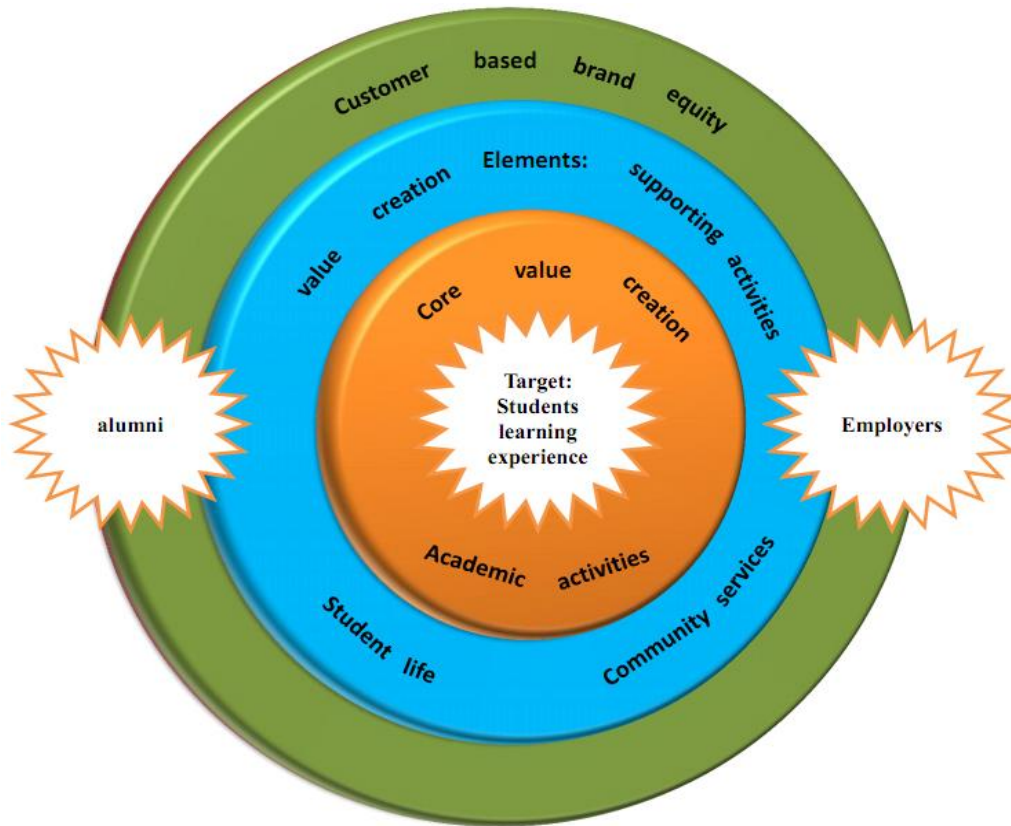 Customer based brand equity
value creation Elements: supporting activities
Core value creation
alumni
Target:
Students
learning
experience
Employers
Academic activities
Student life
Community services